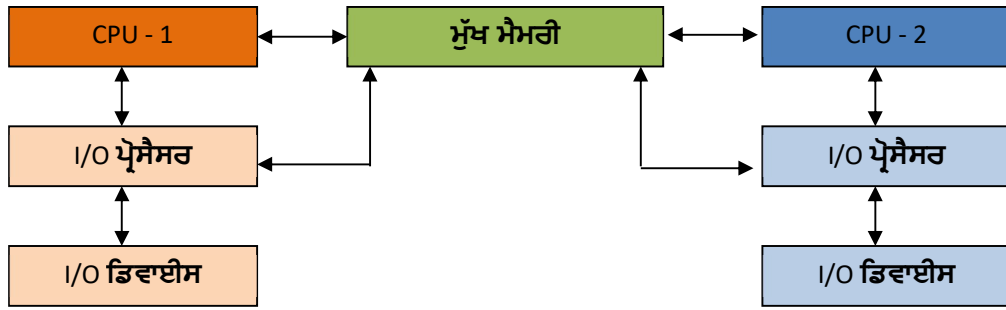 CPU - 1
ਮੁੱਖ ਮੈਮਰੀ
CPU - 2
I/O ਪ੍ਰੋਸੈਸਰ
I/O ਪ੍ਰੋਸੈਸਰ
I/O ਡਿਵਾਈਸ
I/O ਡਿਵਾਈਸ